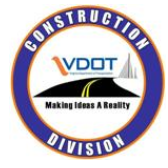 CONSTRUCTION
VDOT
Making Ideas A Reality
DIVISION